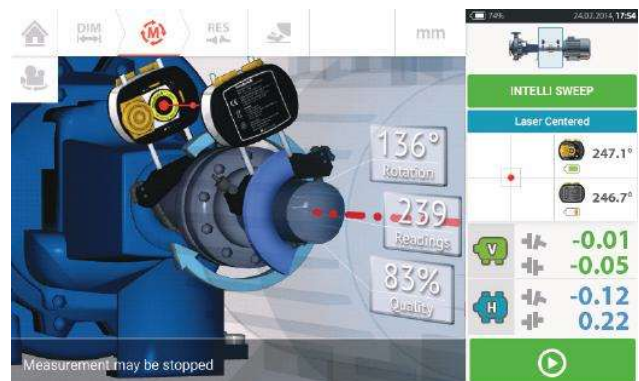 DIM
M
RES
mm
74%
24.02.2014, 17:54
INTELLI SWEEP
Laser Centered
247.1°
246.7°
136°
Rotation
239
Readings
83%
Quality
V
-0.01
-0.05
H
-0.12
0.22
Measurement may be stopped